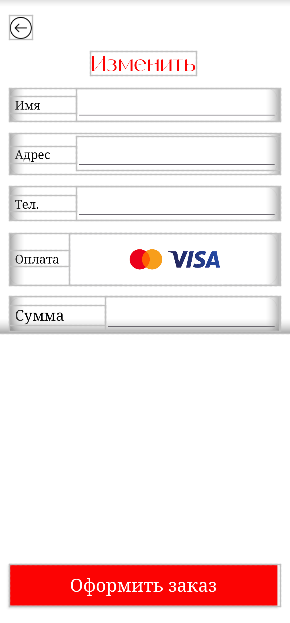 Изменить
Имя
Адрес
Тел.
Оплата
VISA
Сумма
Оформить заказ